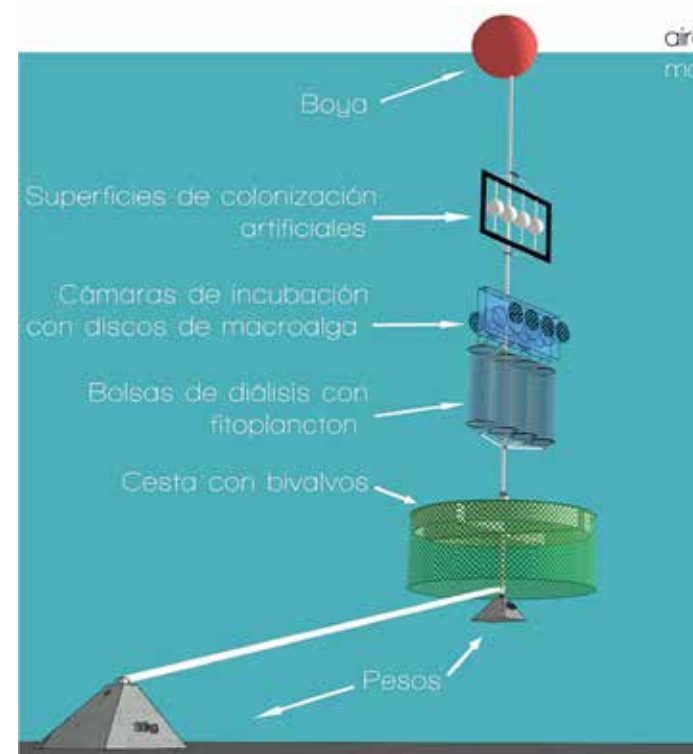 Boya
Superficies de colonización
artificiales
Cámaras de incubación
con discos de macroalga
Bolsas de diálisis con
fitoplancton
Cesta con bivalvos
Pesos